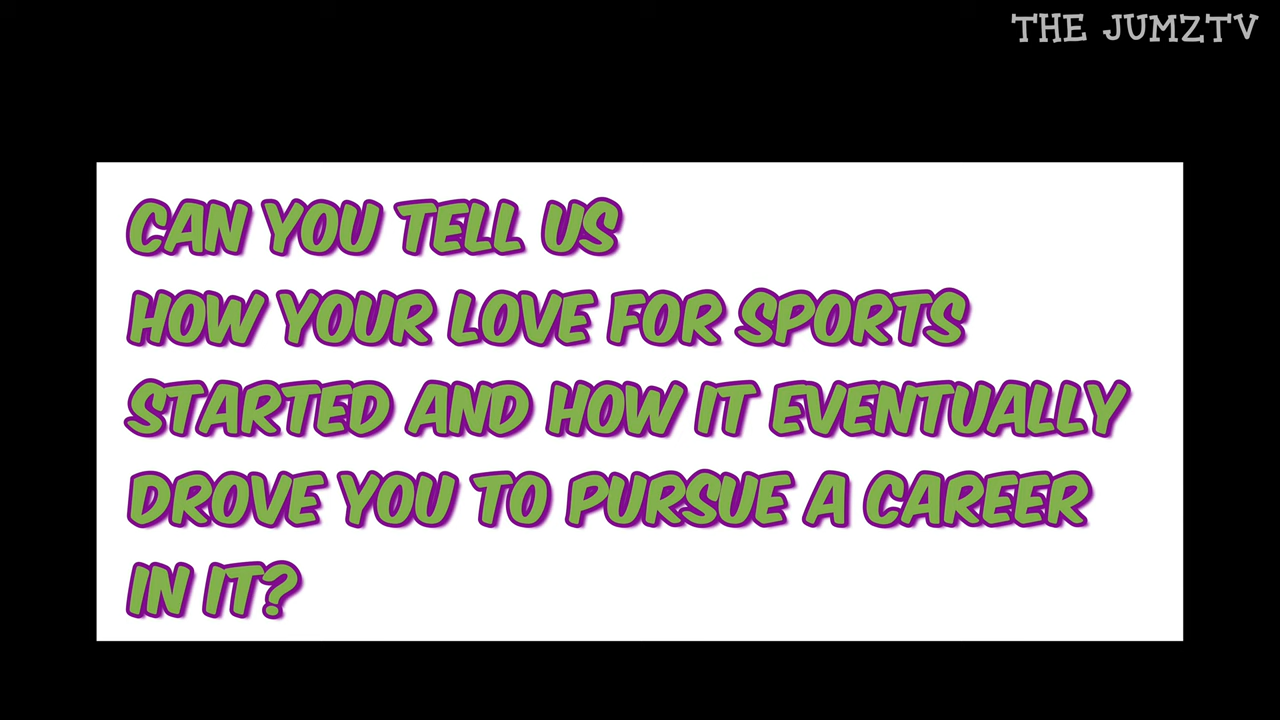 THE JUMZTV
CAN YOU TELL US
HOW YOUR LOVE FOR SPORTS
STARTED AND HOW IT EVENTUALLY
DROVE YOU TO PURSUE A CAREER
IN IT?